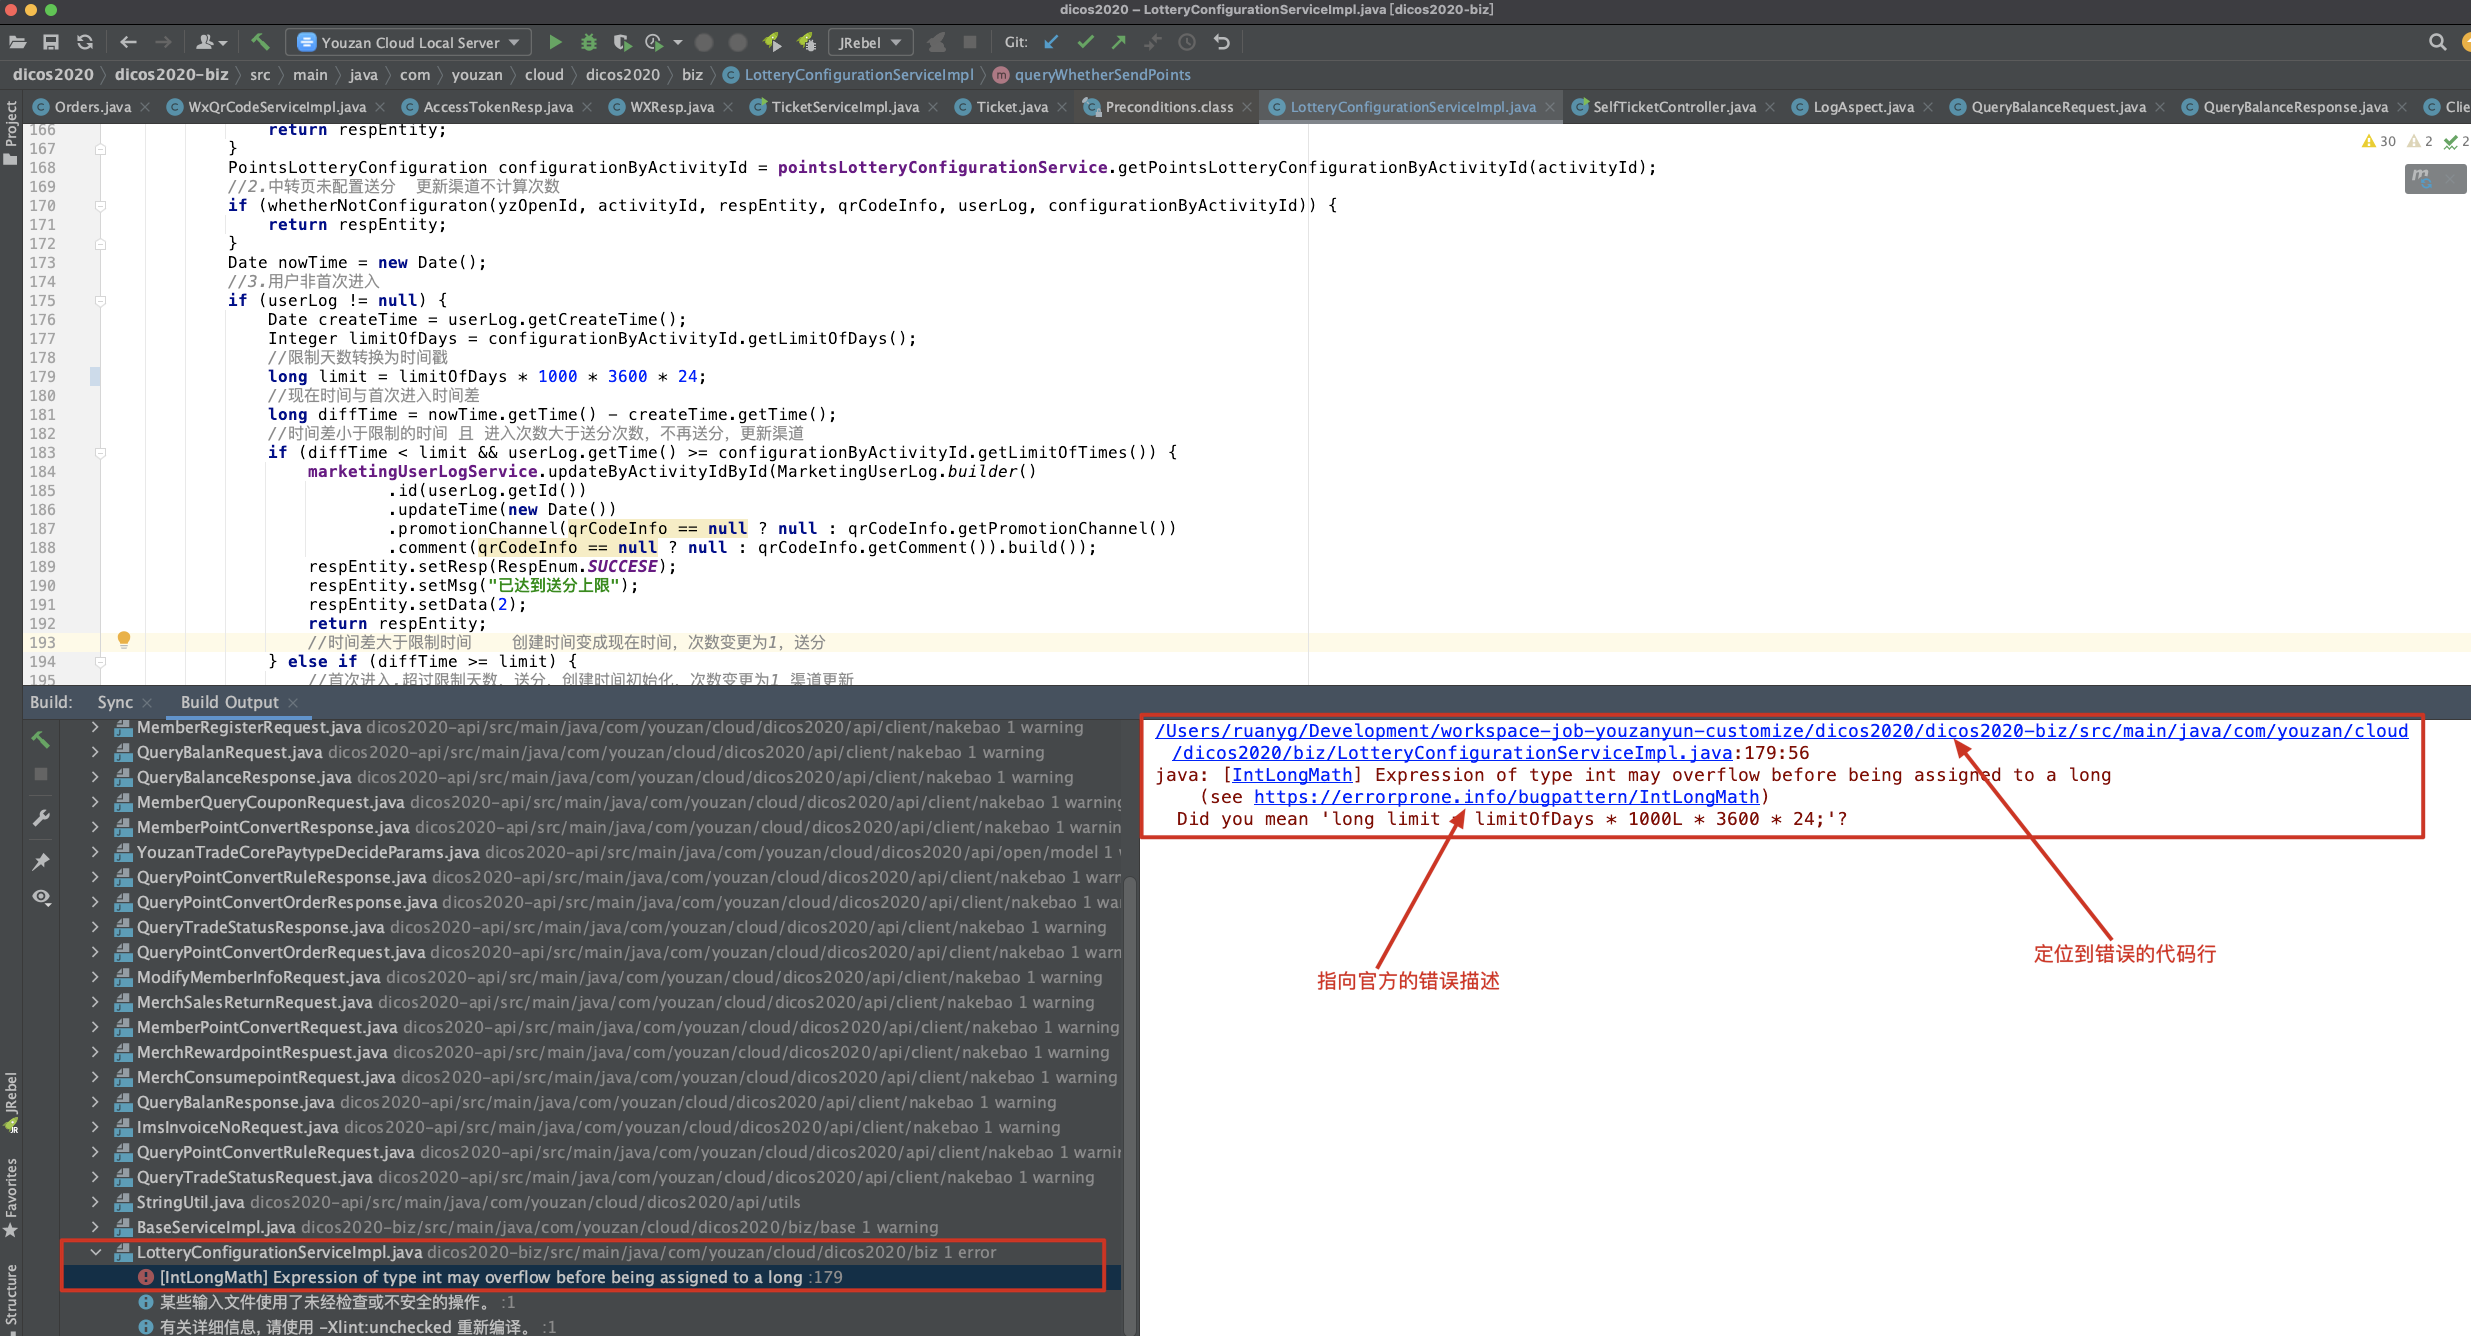 dicos2020 – LotteryConfigurationServiceImpl.java [dicos2020-biz]
Youzan Cloud Local Server
JRebel
Git:
dicos2020 dicos2020-biz src main java com youzan cloud dicos2020 biz LotteryConfigurationServiceImpl queryWhetherSendPoints
Orders.java WxQrCodeServiceImpl.java AccessTokenResp.java WXResp.java TicketServiceImpl.java Ticket.java Preconditions.class LotteryConfigurationServiceImpl.java SelfTicketController.java LogAspect.java QueryBalanceRequest.java QueryBalanceResponse.java Clie
Project
30 2 2
166 return respEntity;
167 }
168 PointsLotteryConfiguration configurationByActivityId = pointsLotteryConfigurationService.getPointsLotteryConfigurationByActivityId(activityId);
169 //2.中转页未配置送分  更新渠道不计算次数
170 if (whetherNotConfiguraton(yzOpenId, activityId, respEntity, qrCodeInfo, userLog, configurationByActivityId)) {
171 return respEntity;
172 }
173 Date nowTime = new Date();
174 //3.用户非首次进入
175 if (userLog != null) {
176 Date createTime = userLog.getCreateTime();
177 Integer limitOfDays = configurationByActivityId.getLimitOfDays();
178 //限制天数转换为时间戳
179 long limit = limitOfDays * 1000 * 3600 * 24;
180 //现在时间与首次进入时间差
181 long diffTime = nowTime.getTime() - createTime.getTime();
182 //时间差小于限制的时间 且 进入次数大于送分次数，不再送分，更新渠道
183 if (diffTime < limit && userLog.getTime() >= configurationByActivityId.getLimitOfTimes()) {
184 marketingUserLogService.updateByActivityIdById(MarketingUserLog.builder()
185 .id(userLog.getId())
186 .updateTime(new Date())
187 .promotionChannel(qrCodeInfo == null ? null : qrCodeInfo.getPromotionChannel())
188 .comment(qrCodeInfo == null ? null : qrCodeInfo.getComment()).build());
189 respEntity.setResp(RespEnum.SUCCESE);
190 respEntity.setMsg("已达到送分上限");
191 respEntity.setData(2);
192 return respEntity;
193 //时间差大于限制时间    创建时间变成现在时间，次数变更为1，送分
194 } else if (diffTime >= limit) {
195 //首次进入,超过限制天数，送分，创建时间初始化，次数变更为1 渠道更新
Build: Sync Build Output
MemberRegisterRequest.java dicos2020-api/src/main/java/com/youzan/cloud/dicos2020/api/client/nakebao 1 warning
QueryBalanRequest.java dicos2020-api/src/main/java/com/youzan/cloud/dicos2020/api/client/nakebao 1 warning
QueryBalanceResponse.java dicos2020-api/src/main/java/com/youzan/cloud/dicos2020/api/client/nakebao 1 warning
MemberQueryCouponRequest.java dicos2020-api/src/main/java/com/youzan/cloud/dicos2020/api/client/nakebao 1 warning
MemberPointConvertResponse.java dicos2020-api/src/main/java/com/youzan/cloud/dicos2020/api/client/nakebao 1 warnin
YouzanTradeCorePaytypeDecideParams.java dicos2020-api/src/main/java/com/youzan/cloud/dicos2020/api/open/model 1
QueryPointConvertRuleResponse.java dicos2020-api/src/main/java/com/youzan/cloud/dicos2020/api/client/nakebao 1 warr
QueryPointConvertOrderResponse.java dicos2020-api/src/main/java/com/youzan/cloud/dicos2020/api/client/nakebao 1 wa
QueryTradeStatusResponse.java dicos2020-api/src/main/java/com/youzan/cloud/dicos2020/api/client/nakebao 1 warning
QueryPointConvertOrderRequest.java dicos2020-api/src/main/java/com/youzan/cloud/dicos2020/api/client/nakebao 1 warn
ModifyMemberInfoRequest.java dicos2020-api/src/main/java/com/youzan/cloud/dicos2020/api/client/nakebao 1 warning
MerchSalesReturnRequest.java dicos2020-api/src/main/java/com/youzan/cloud/dicos2020/api/client/nakebao 1 warning
MemberPointConvertRequest.java dicos2020-api/src/main/java/com/youzan/cloud/dicos2020/api/client/nakebao 1 warning
MerchRewardpointRespuest.java dicos2020-api/src/main/java/com/youzan/cloud/dicos2020/api/client/nakebao 1 warning
MerchConsumepointRequest.java dicos2020-api/src/main/java/com/youzan/cloud/dicos2020/api/client/nakebao 1 warning
QueryBalanResponse.java dicos2020-api/src/main/java/com/youzan/cloud/dicos2020/api/client/nakebao 1 warning
ImsInvoiceNoRequest.java dicos2020-api/src/main/java/com/youzan/cloud/dicos2020/api/client/nakebao 1 warning
QueryPointConvertRuleRequest.java dicos2020-api/src/main/java/com/youzan/cloud/dicos2020/api/client/nakebao 1 warni
QueryTradeStatusRequest.java dicos2020-api/src/main/java/com/youzan/cloud/dicos2020/api/client/nakebao 1 warning
StringUtil.java dicos2020-api/src/main/java/com/youzan/cloud/dicos2020/api/utils
BaseServiceImpl.java dicos2020-biz/src/main/java/com/youzan/cloud/dicos2020/biz/base 1 warning
LotteryConfigurationServiceImpl.java dicos2020-biz/src/main/java/com/youzan/cloud/dicos2020/biz 1 error
[IntLongMath] Expression of type int may overflow before being assigned to a long :179
某些输入文件使用了未经检查或不安全的操作。 :1
有关详细信息, 请使用 -Xlint:unchecked 重新编译。 :1
JRebel
Favorites
Structure
/Users/ruanyg/Development/workspace-job-youzanyun-customize/dicos2020/dicos2020-biz/src/main/java/com/youzan/cloud
/dicos2020/biz/LotteryConfigurationServiceImpl.java:179:56
java: [IntLongMath] Expression of type int may overflow before being assigned to a long
(see https://errorprone.info/bugpattern/IntLongMath)
Did you mean 'long limit = limitOfDays * 1000L * 3600 * 24;'?
定位到错误的代码行
指向官方的错误描述